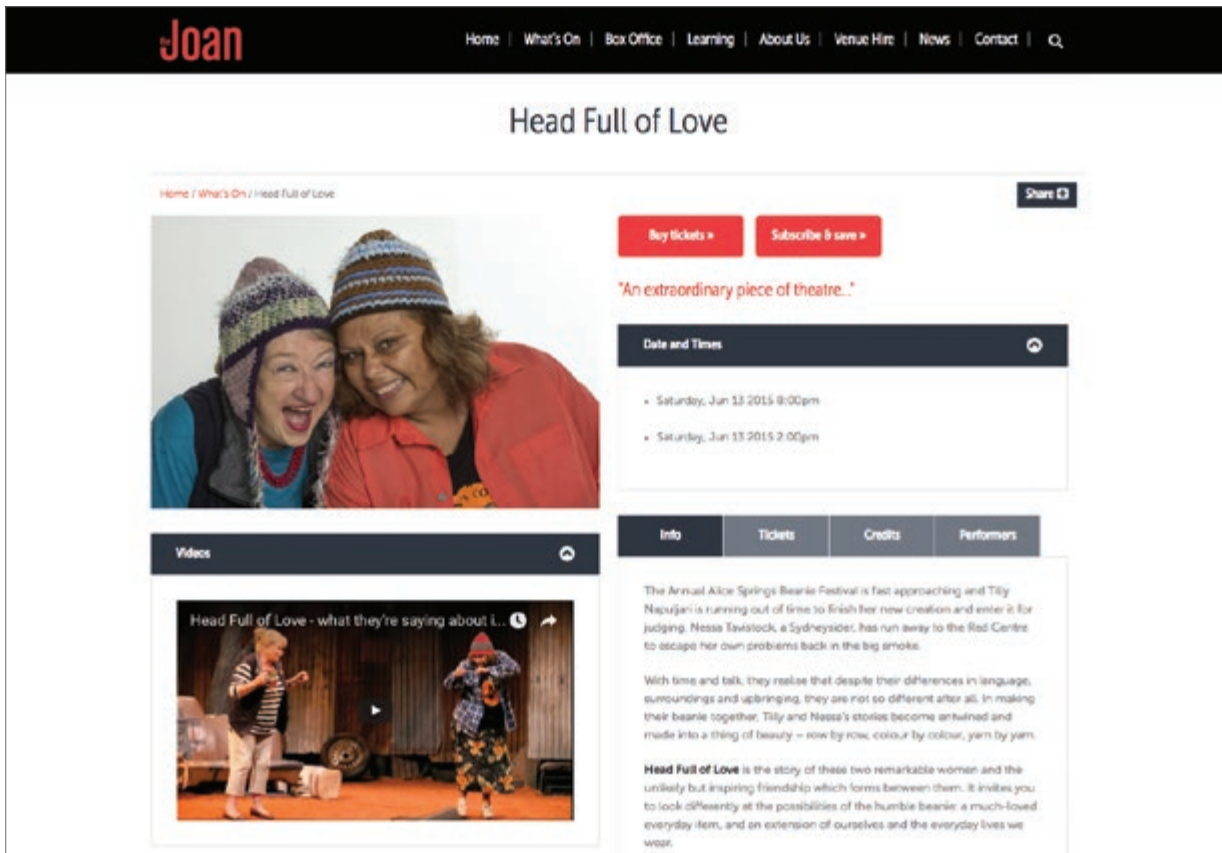 the Joan
Home | What's On | Box Office | Learning | About Us | Venue Hire | News | Contact |
Head Full of Love
Home / What's On / Head Full of Love
Share
Buy tickets »
Subscribe & save »
"An extraordinary piece of theatre..."
Date and Times
• Saturday, Jun 13 2015 8:00pm
• Saturday, Jun 13 2015 2:00pm
Videos
Head Full of Love - what they're saying about i...
Info
Tickets
Credits
Performers
The Annual Alice Springs Beanie Festival is fast approaching and Tilly
Napuljari is running out of time to finish her new creation and enter it for
judging. Nessa Tavistock, a Sydneysider, has run away to the Red Centre
to escape her own problems back in the big smoke.
With time and talk, they realise that despite their differences in language,
surroundings and upbringing, they are not so different after all. In making
their beanie together, Tilly and Nessa's stories become entwined and
made into a thing of beauty – row by row, colour by colour, yarn by yarn.
Head Full of Love is the story of these two remarkable women and the
unlikely but inspiring friendship which forms between them. It invites you
to look differently at the possibilities of the humble beanie: a much-loved
everyday item, and an extension of ourselves and the everyday lives we
wear.